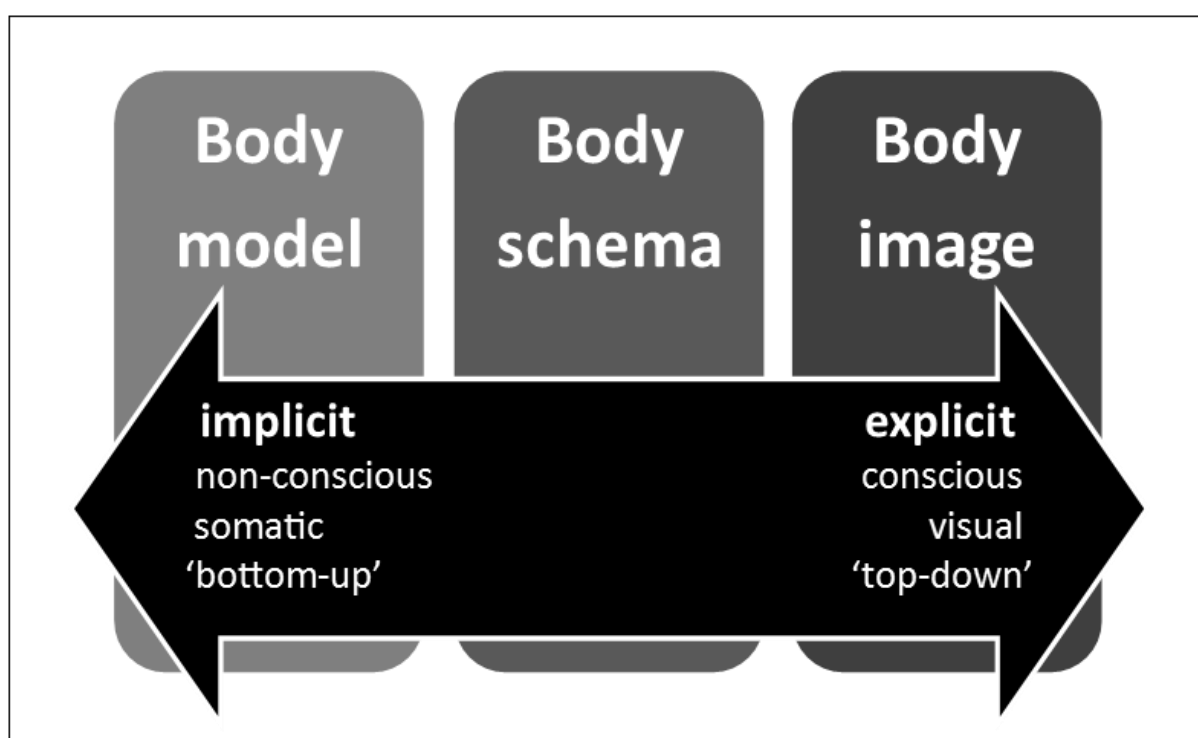 Body
model
Body
schema
Body
image
implicit
non-conscious
somatic
‘bottom-up’
explicit
conscious
visual
‘top-down’